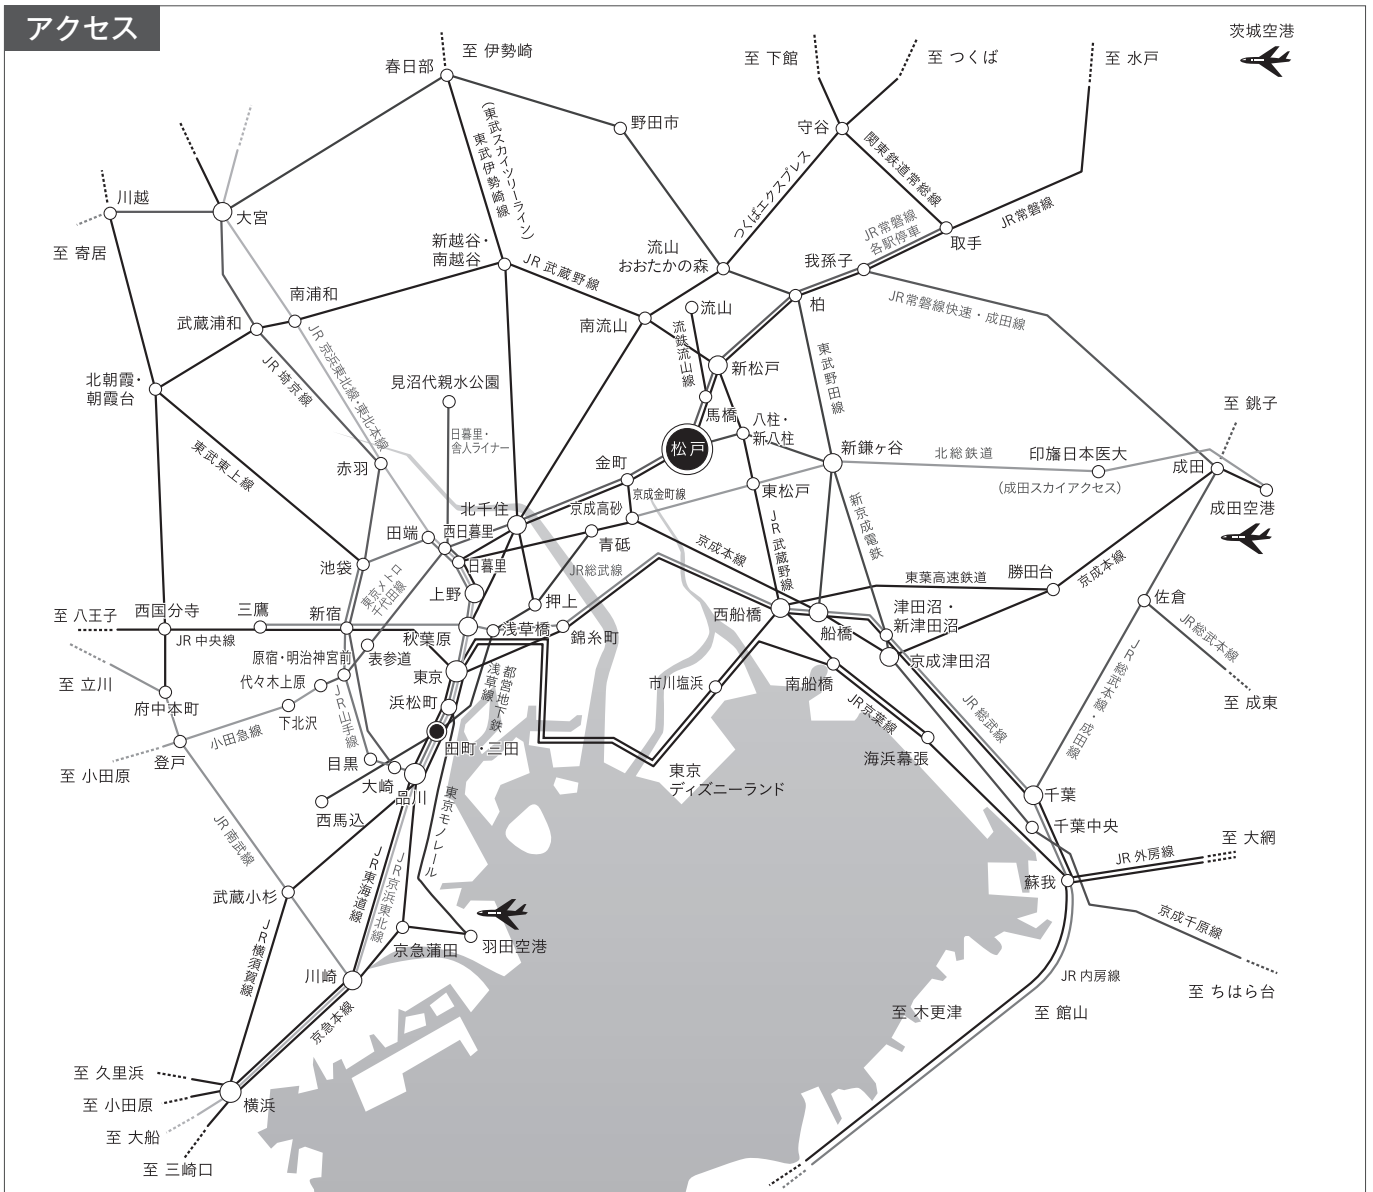 アクセス
茨城空港
至 伊勢崎
至 下館
至 つくば
至 水戸
春日部
野田市
守谷
(東武スカイツリーライン)
東武伊勢崎線
関東鉄道常総線
つくばエクスプレス
川越
大宮
JR常磐線
JR常磐線
各駅停車
取手
至 寄居
新越谷・
南越谷
JR 武蔵野線
流山
おおたかの森
我孫子
南浦和
武蔵浦和
流山
柏
JR常磐線快速・成田線
南流山
流鉄流山線
JR 京浜東北線・東北本線
JR 埼京線
東武野田線
新松戸
北朝霞・
朝霞台
見沼代親水公園
馬橋
八柱・
新八柱
至 銚子
日暮里・
舎人ライナー
松戸
新鎌ヶ谷
北総鉄道
印旛日本医大
(成田スカイアクセス)
成田
成田空港
東武東上線
赤羽
金町
京成金町線
東松戸
北千住
京成高砂
新京成電鉄
田端
西日暮里
青砥
京成本線
JR武蔵野線
池袋
日暮里
JR総武線
東葉高速鉄道
勝田台
京成本線
東京メトロ
千代田線
上野
押上
西船橋
船橋
津田沼・
新津田沼
佐倉
至 八王子
西国分寺
三鷹
新宿
JR 中央線
秋葉原
浅草橋
錦糸町
京成津田沼
JR総武本線
原宿・明治神宮前
表参道
東京
都営地下鉄
浅草線
市川塩浜
南船橋
JR 総武本線・成田線
至 成東
至 立川
代々木上原
府中本町
下北沢
JR山手線
浜松町
JR京葉線
JR 総武線
小田急線
田町・三田
海浜幕張
至 小田原
登戸
目黒
大崎
品川
東京
ディズニーランド
千葉
西馬込
東京モノレール
千葉中央
至 大網
JR 南武線
JR 外房線
武蔵小杉
JR東海道線
JR京浜東北線
蘇我
京成千原線
JR横須賀線
京急蒲田
羽田空港
川崎
JR 内房線
至 ちはら台
京急本線
至 木更津
至 館山
至 久里浜
至 小田原
横浜
至 大船
至 三崎口